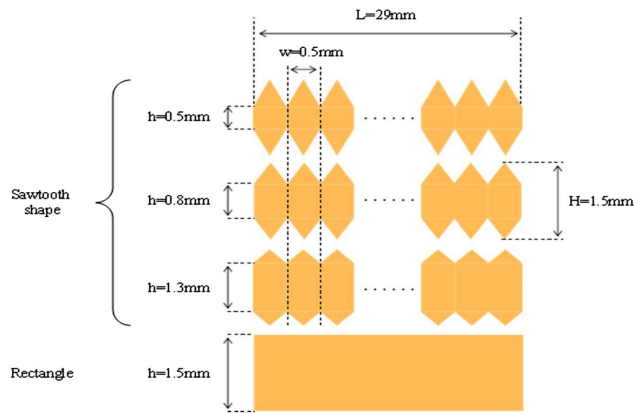 L=29mm
w=0.5mm
h=0.5mm
Sawtooth
shape
h=0.8mm
H=1.5mm
h=1.3mm
Rectangle
h=1.5mm